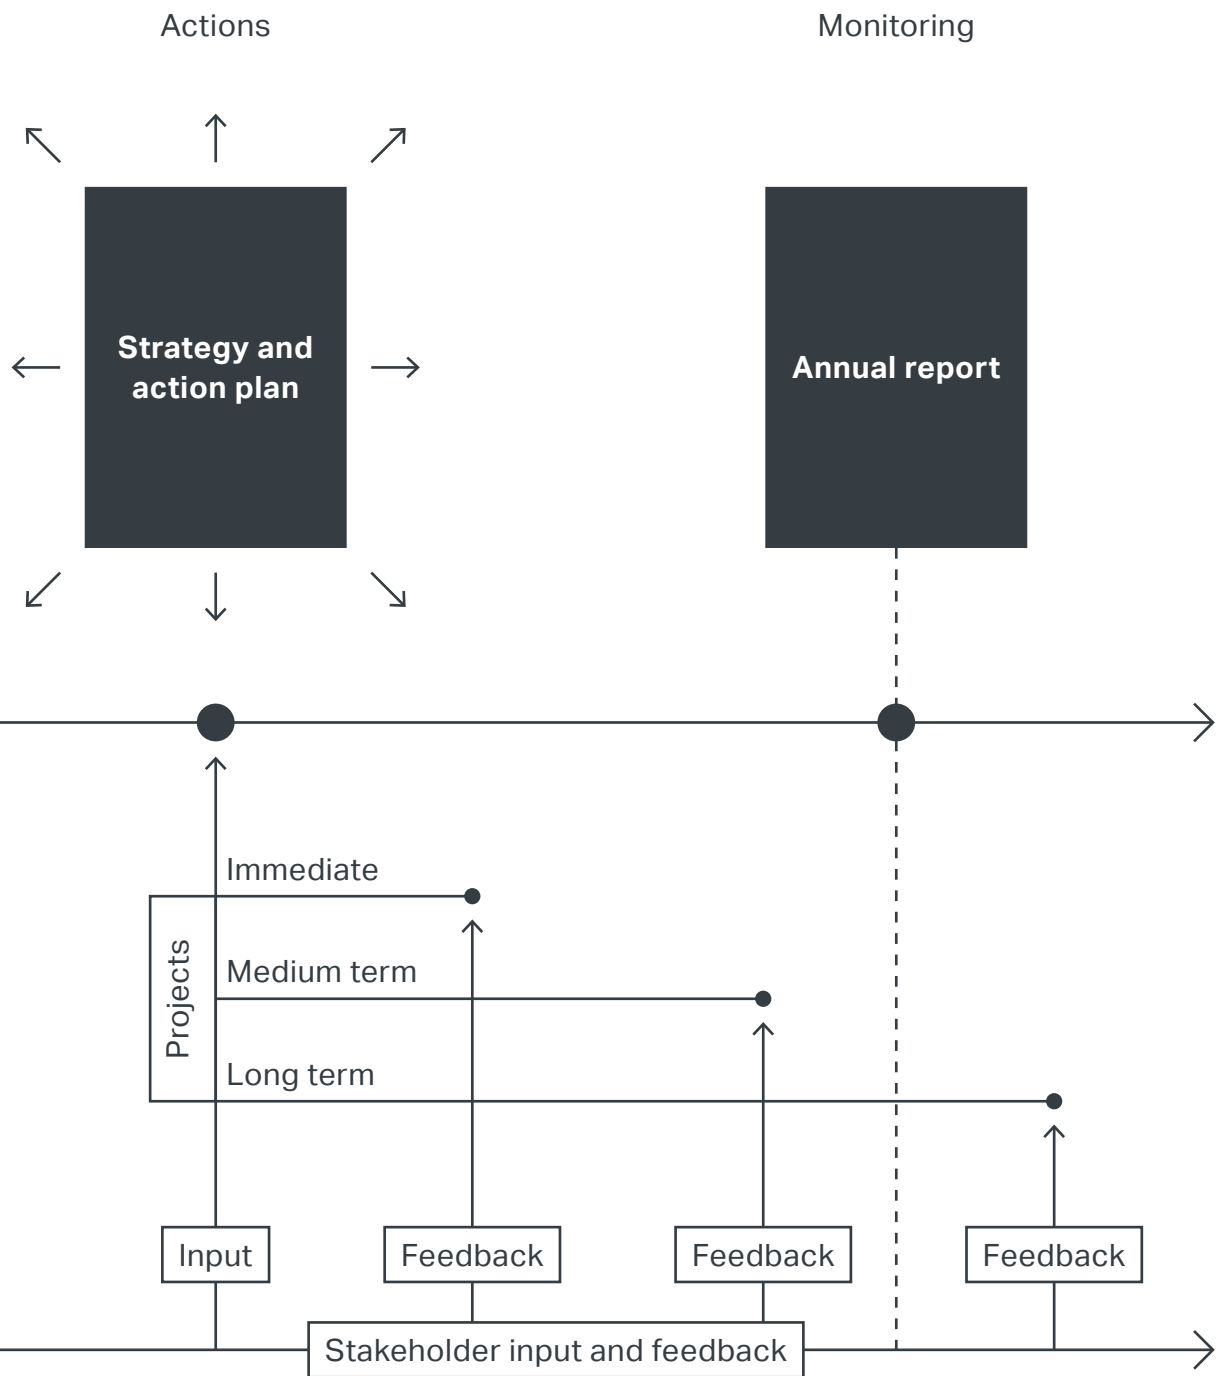 Actions
Monitoring
Strategy and
action plan
Annual report
Immediate
Projects
Medium term
Long term
Input
Feedback
Feedback
Feedback
Stakeholder input and feedback